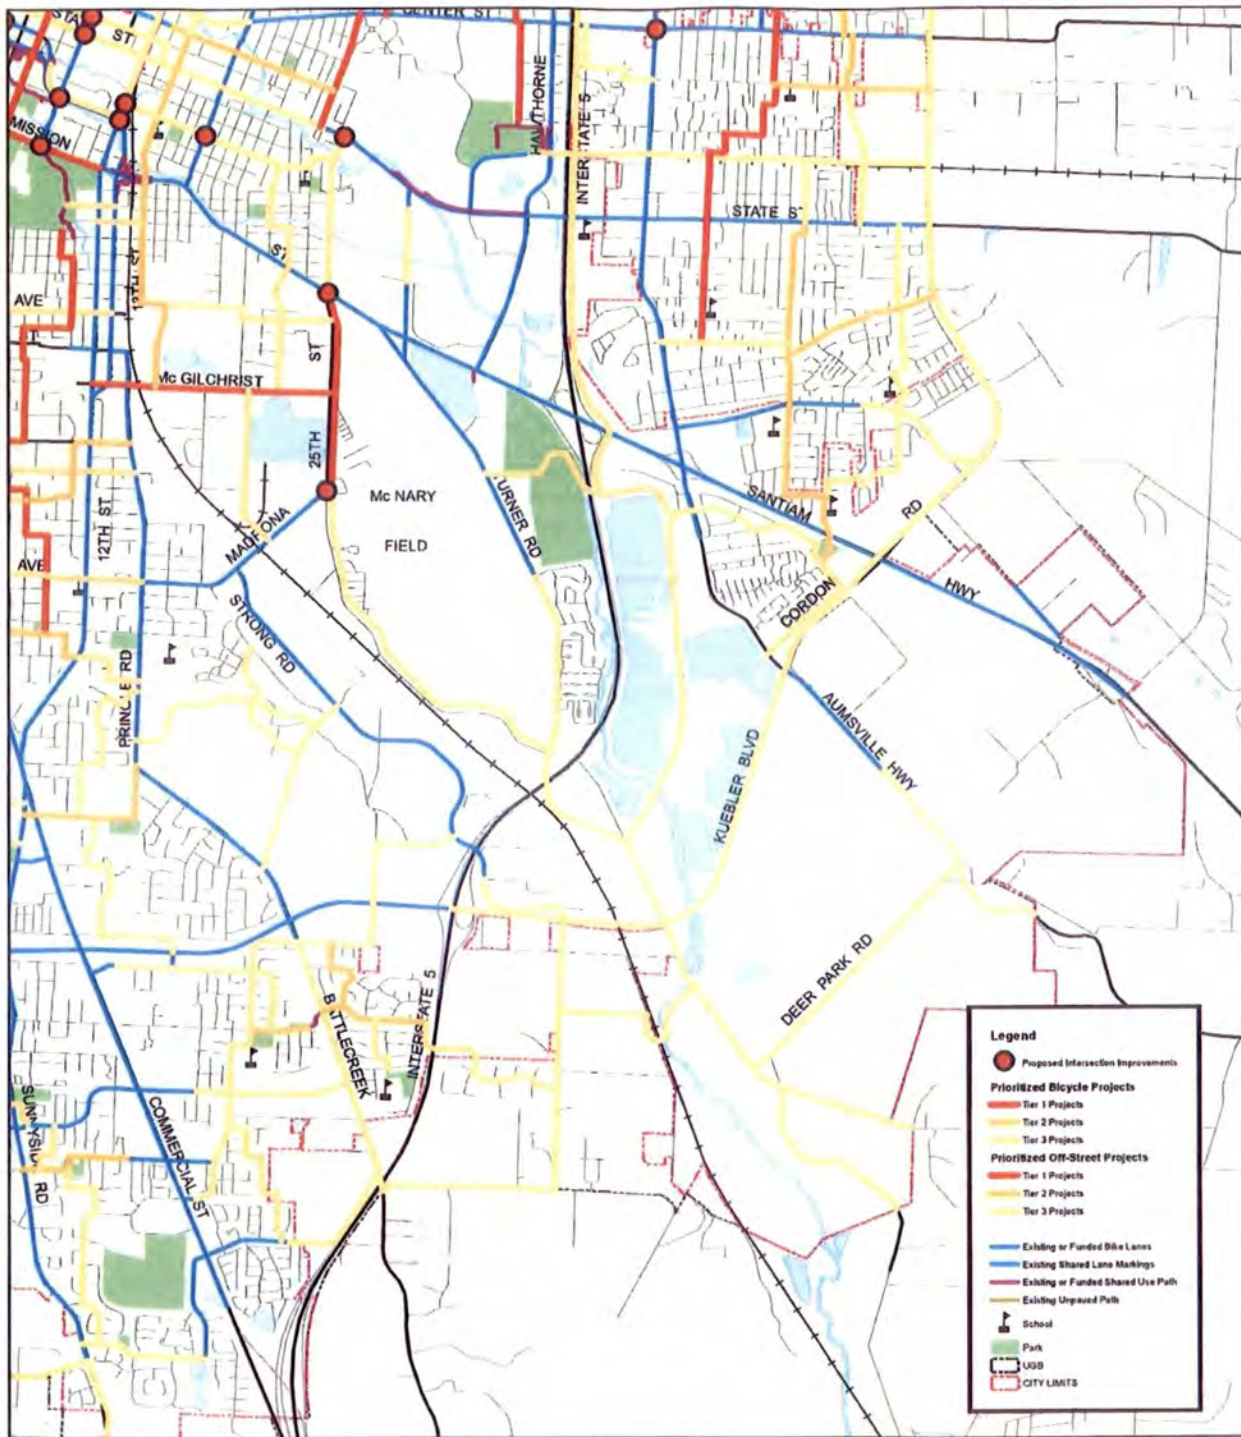 CENTER ST
STA
ST
HAWTHORNE
INTERSTATE 5
MISSION
STATE S
ST
13TH ST
AVE
ST
Mc GILCHRIST
25TH
Mc NARY
FIELD
TURNER RD
SANTIAM
RD
12TH ST
MADRONA
AVE
HWY
CORDON
STRONG RD
PRINGLE RD
AUMSVILLE HWY
KUEBLER BLVD
DEER PARK RD
INTERSTATE 5
BATTLECREEK
SUNNYSIDE RD
COMMERCIAL ST
Legend
Proposed Intersection Improvements
Prioritized Bicycle Projects
Tier 1 Projects
Tier 2 Projects
Tier 3 Projects
Prioritized Off-Street Projects
Tier 1 Projects
Tier 2 Projects
Tier 3 Projects
Existing or Funded Bike Lanes
Existing Shared Lane Markings
Existing or Funded Shared Use Path
Existing Unpaved Path
School
Park
UGB
CITY LIMITS